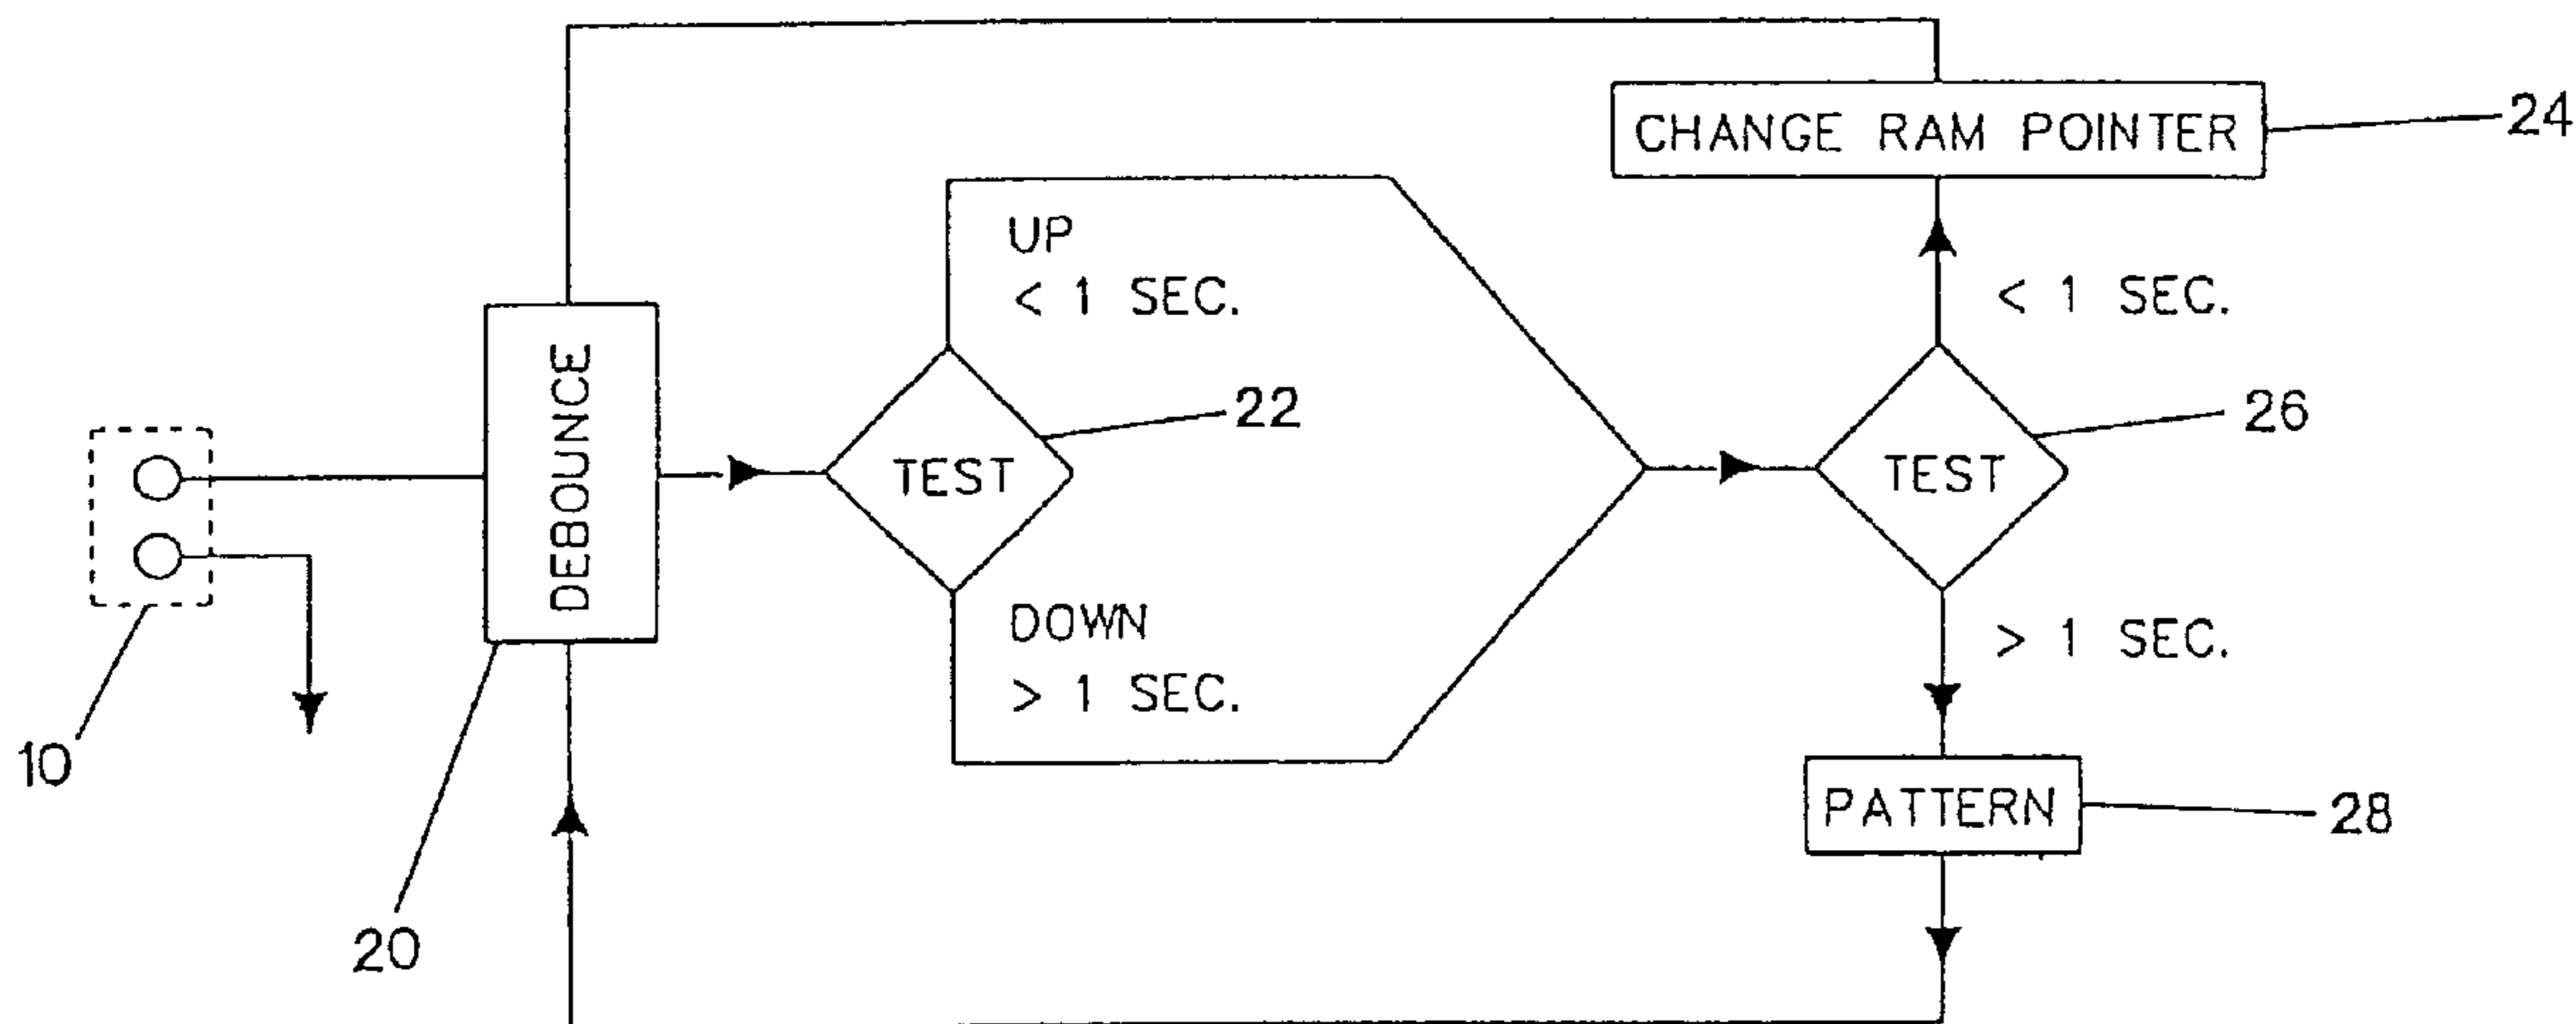 CHANGE RAM POINTER
24
UP
< 1 SEC.
< 1 SEC.
DEBOUNCE
22
26
TEST
TEST
DOWN
> 1 SEC.
> 1 SEC.
10
PATTERN
28
20